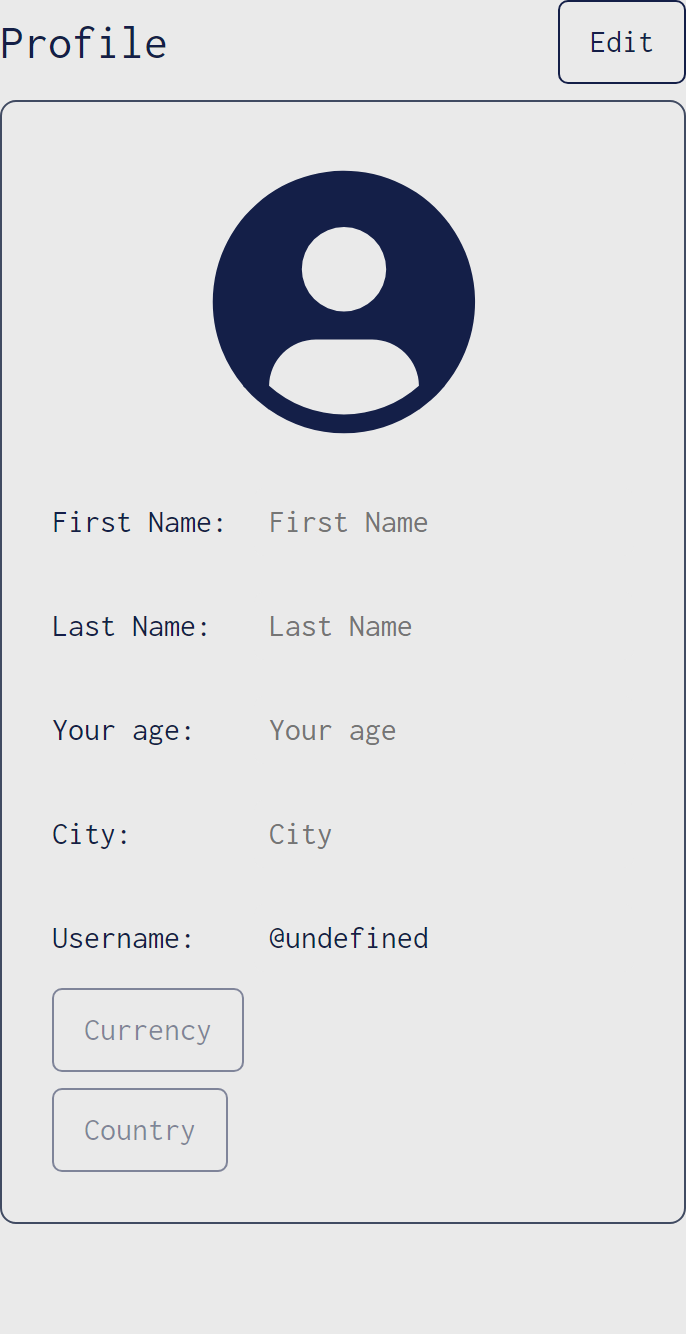 Profile
Edit
First Name: First Name
Last Name: Last Name
Your age: Your age
City: City
Username: @undefined
Currency
Country